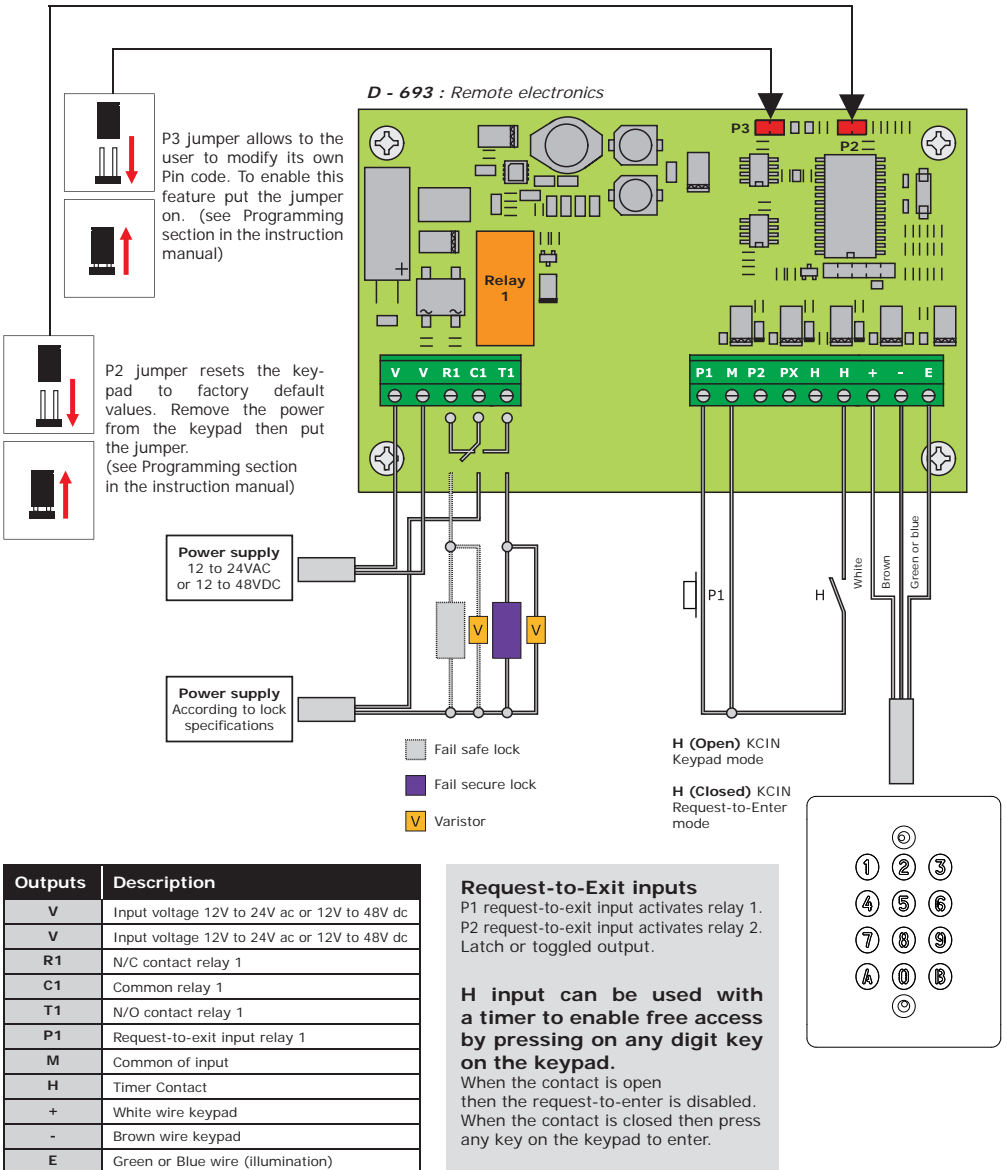 D - 693 : Remote electronics
P3 jumper allows to the
user to modify its own
Pin code. To enable this
feature put the jumper
on. (see Programming
section in the instruction
manual)
P2 jumper resets the key-
pad to factory default
values. Remove the power
from the keypad then put
the jumper.
(see Programming section
in the instruction manual)
P3
P2
+
Relay
1
V V R1 C1 T1
P1 M P2 PX H H + - E
Power supply
12 to 24VAC
or 12 to 48VDC
Power supply
According to lock
specifications
V
V
P1
H
White
Brown
Green or blue
Fail safe lock
Fail secure lock
V Varistor
H (Open) KCIN
Keypad mode
H (Closed) KCIN
Request-to-Enter
mode
1 2 3
4 5 6
7 8 9
A 0 B
Outputs Description
V Input voltage 12V to 24V ac or 12V to 48V dc
V Input voltage 12V to 24V ac or 12V to 48V dc
R1 N/C contact relay 1
C1 Common relay 1
T1 N/O contact relay 1
P1 Request-to-exit input relay 1
M Common of input
H Timer Contact
+ White wire keypad
- Brown wire keypad
E Green or Blue wire (illumination)
Request-to-Exit inputs
P1 request-to-exit input activates relay 1.
P2 request-to-exit input activates relay 2.
Latch or toggled output.
H input can be used with
a timer to enable free access
by pressing on any digit key
on the keypad.
When the contact is open
then the request-to-enter is disabled.
When the contact is closed then press
any key on the keypad to enter.